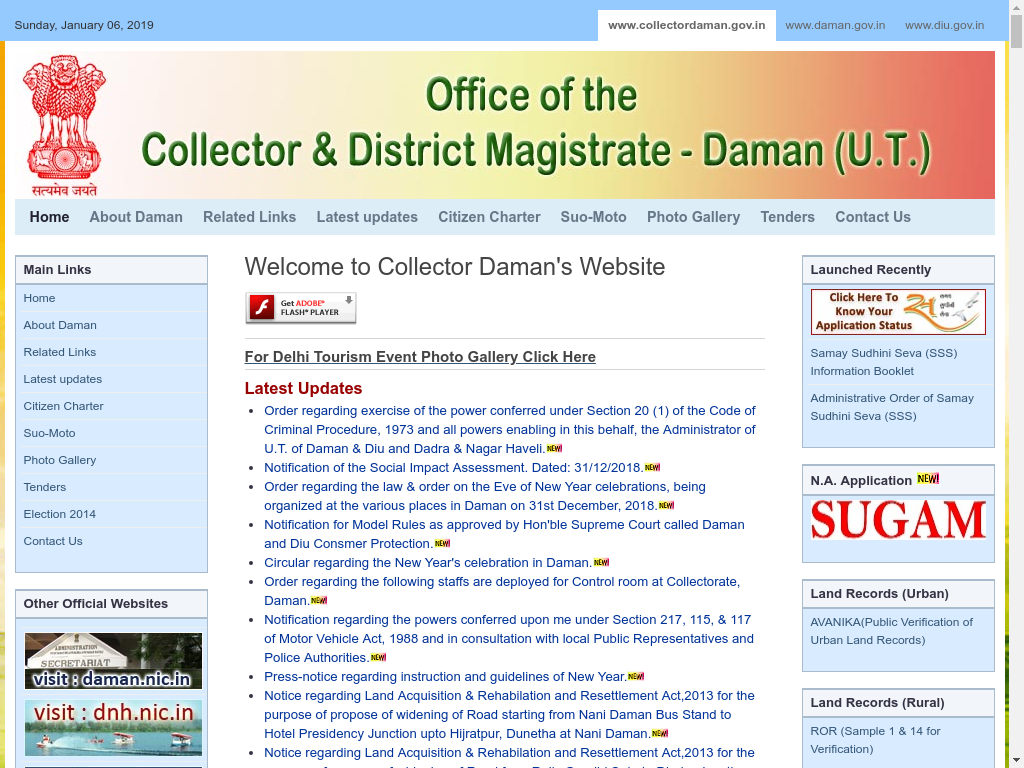 Sunday, January 06, 2019
www.collectordaman.gov.in
www.daman.gov.in
www.diu.gov.in
Office of the
Collector & District Magistrate - Daman (U.T.)
सत्यमेव जयते
Home
About Daman
Related Links
Latest updates
Citizen Charter
Suo-Moto
Photo Gallery
Tenders
Contact Us
Main Links
Home
About Daman
Related Links
Latest updates
Citizen Charter
Suo-Moto
Photo Gallery
Tenders
Election 2014
Contact Us
Other Official Websites
ADMINISTRATION
SECRETARIAT
visit : daman.nic.in
visit : dnh.nic.in
Welcome to Collector Daman's Website
Get ADOBE®
FLASH® PLAYER
For Delhi Tourism Event Photo Gallery Click Here
Latest Updates
Order regarding exercise of the power conferred under Section 20 (1) of the Code of
Criminal Procedure, 1973 and all powers enabling in this behalf, the Administrator of
U.T. of Daman & Diu and Dadra & Nagar Haveli. NEW!
Notification of the Social Impact Assessment. Dated: 31/12/2018. NEW!
Order regarding the law & order on the Eve of New Year celebrations, being
organized at the various places in Daman on 31st December, 2018. NEW!
Notification for Model Rules as approved by Hon'ble Supreme Court called Daman
and Diu Consmer Protection. NEW!
Circular regarding the New Year's celebration in Daman. NEW!
Order regarding the following staffs are deployed for Control room at Collectorate,
Daman. NEW!
Notification regarding the powers conferred upon me under Section 217, 115, & 117
of Motor Vehicle Act, 1988 and in consultation with local Public Representatives and
Police Authorities. NEW!
Press-notice regarding instruction and guidelines of New Year. NEW!
Notice regarding Land Acquisition & Rehabilation and Resettlement Act,2013 for the
purpose of propose of widening of Road starting from Nani Daman Bus Stand to
Hotel Presidency Junction upto Hijratpur, Dunetha at Nani Daman. NEW!
Notice regarding Land Acquisition & Rehabilation and Resettlement Act,2013 for the
Launched Recently
Click Here To
Know Your
Application Status
Samay Sudhini Seva (SSS)
Information Booklet
Administrative Order of Samay
Sudhini Seva (SSS)
N.A. Application NEW!
SUGAM
Land Records (Urban)
AVANIKA(Public Verification of
Urban Land Records)
Land Records (Rural)
ROR (Sample 1 & 14 for
Verification)